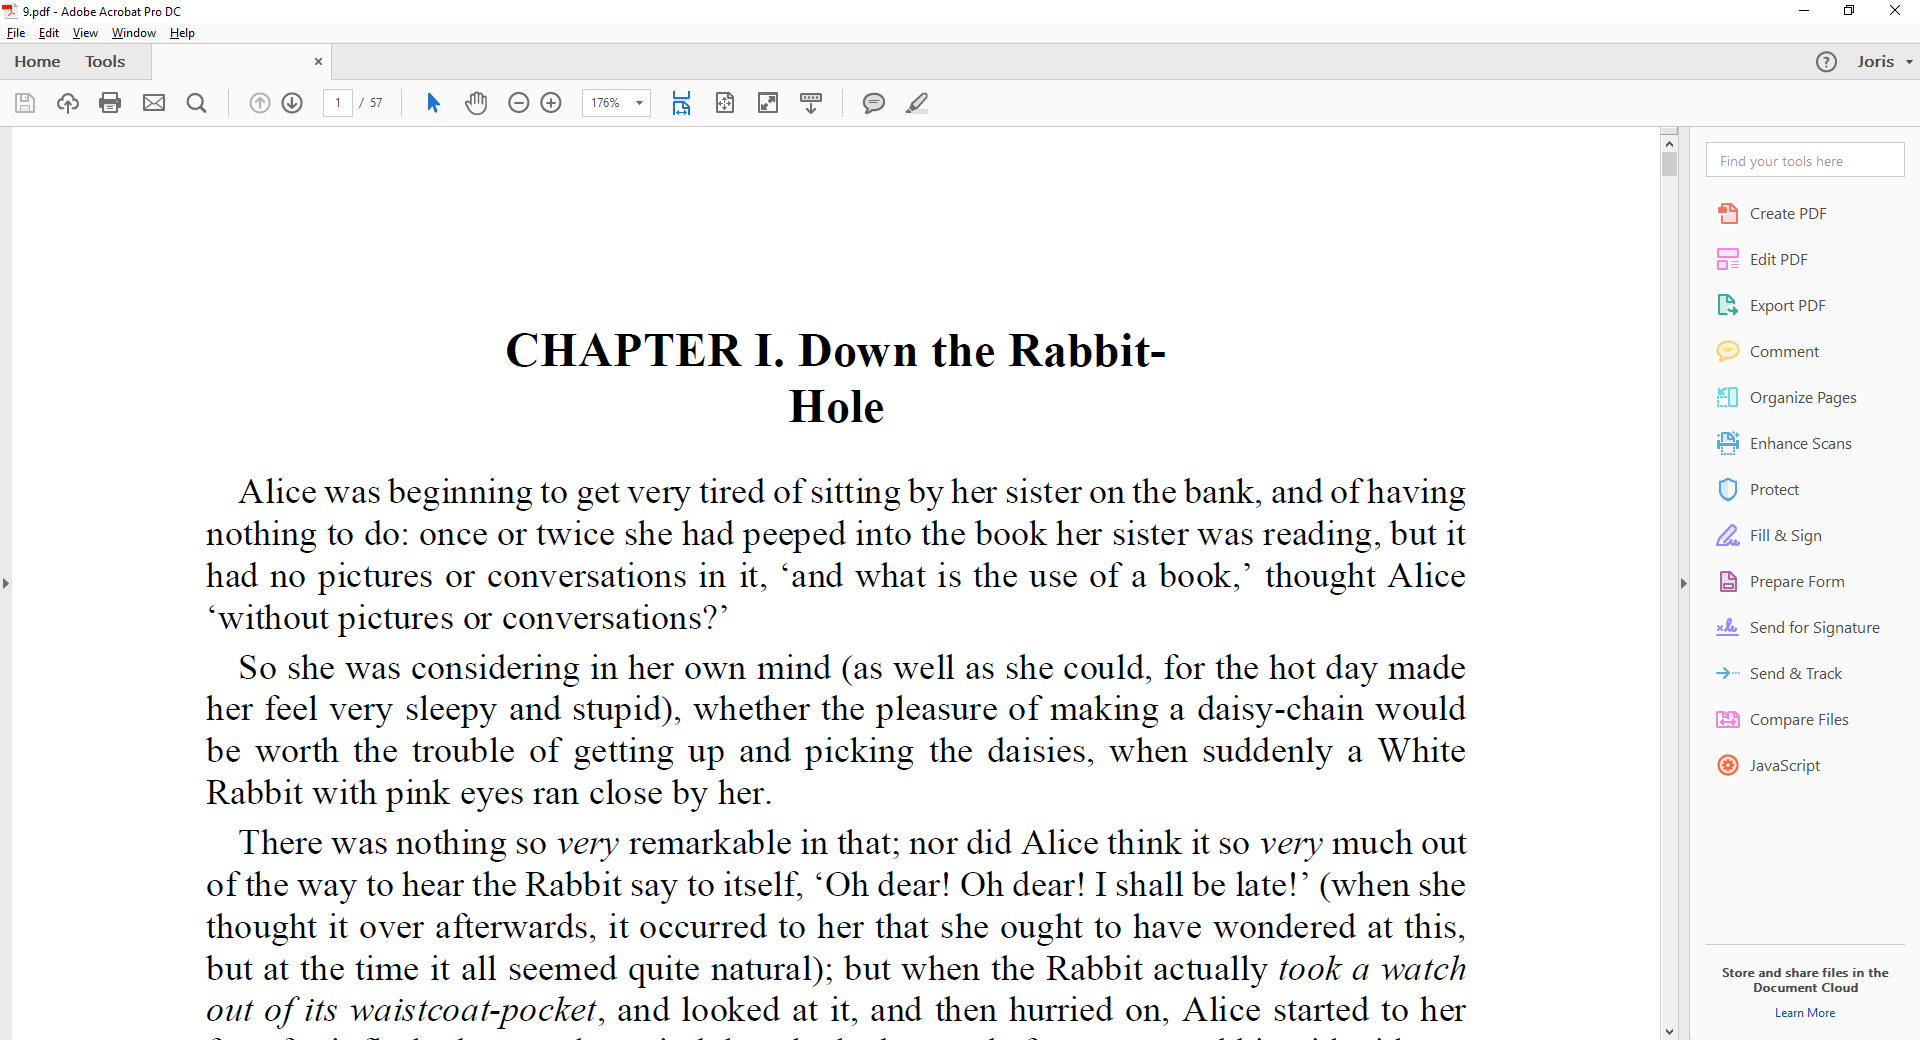 9.pdf - Adobe Acrobat Pro DC
File Edit View Window Help
Home Tools
Joris
1 / 57
176%
Find your tools here
Create PDF
Edit PDF
Export PDF
Comment
Organize Pages
Enhance Scans
Protect
Fill & Sign
Prepare Form
Send for Signature
Send & Track
Compare Files
JavaScript
Store and share files in the
Document Cloud
Learn More
CHAPTER I. Down the Rabbit-
Hole
Alice was beginning to get very tired of sitting by her sister on the bank, and of having
nothing to do: once or twice she had peeped into the book her sister was reading, but it
had no pictures or conversations in it, ‘and what is the use of a book,’ thought Alice
‘without pictures or conversations?’
So she was considering in her own mind (as well as she could, for the hot day made
her feel very sleepy and stupid), whether the pleasure of making a daisy-chain would
be worth the trouble of getting up and picking the daisies, when suddenly a White
Rabbit with pink eyes ran close by her.
There was nothing so very remarkable in that; nor did Alice think it so very much out
of the way to hear the Rabbit say to itself, ‘Oh dear! Oh dear! I shall be late!’ (when she
thought it over afterwards, it occurred to her that she ought to have wondered at this,
but at the time it all seemed quite natural); but when the Rabbit actually took a watch
out of its waistcoat-pocket, and looked at it, and then hurried on, Alice started to her